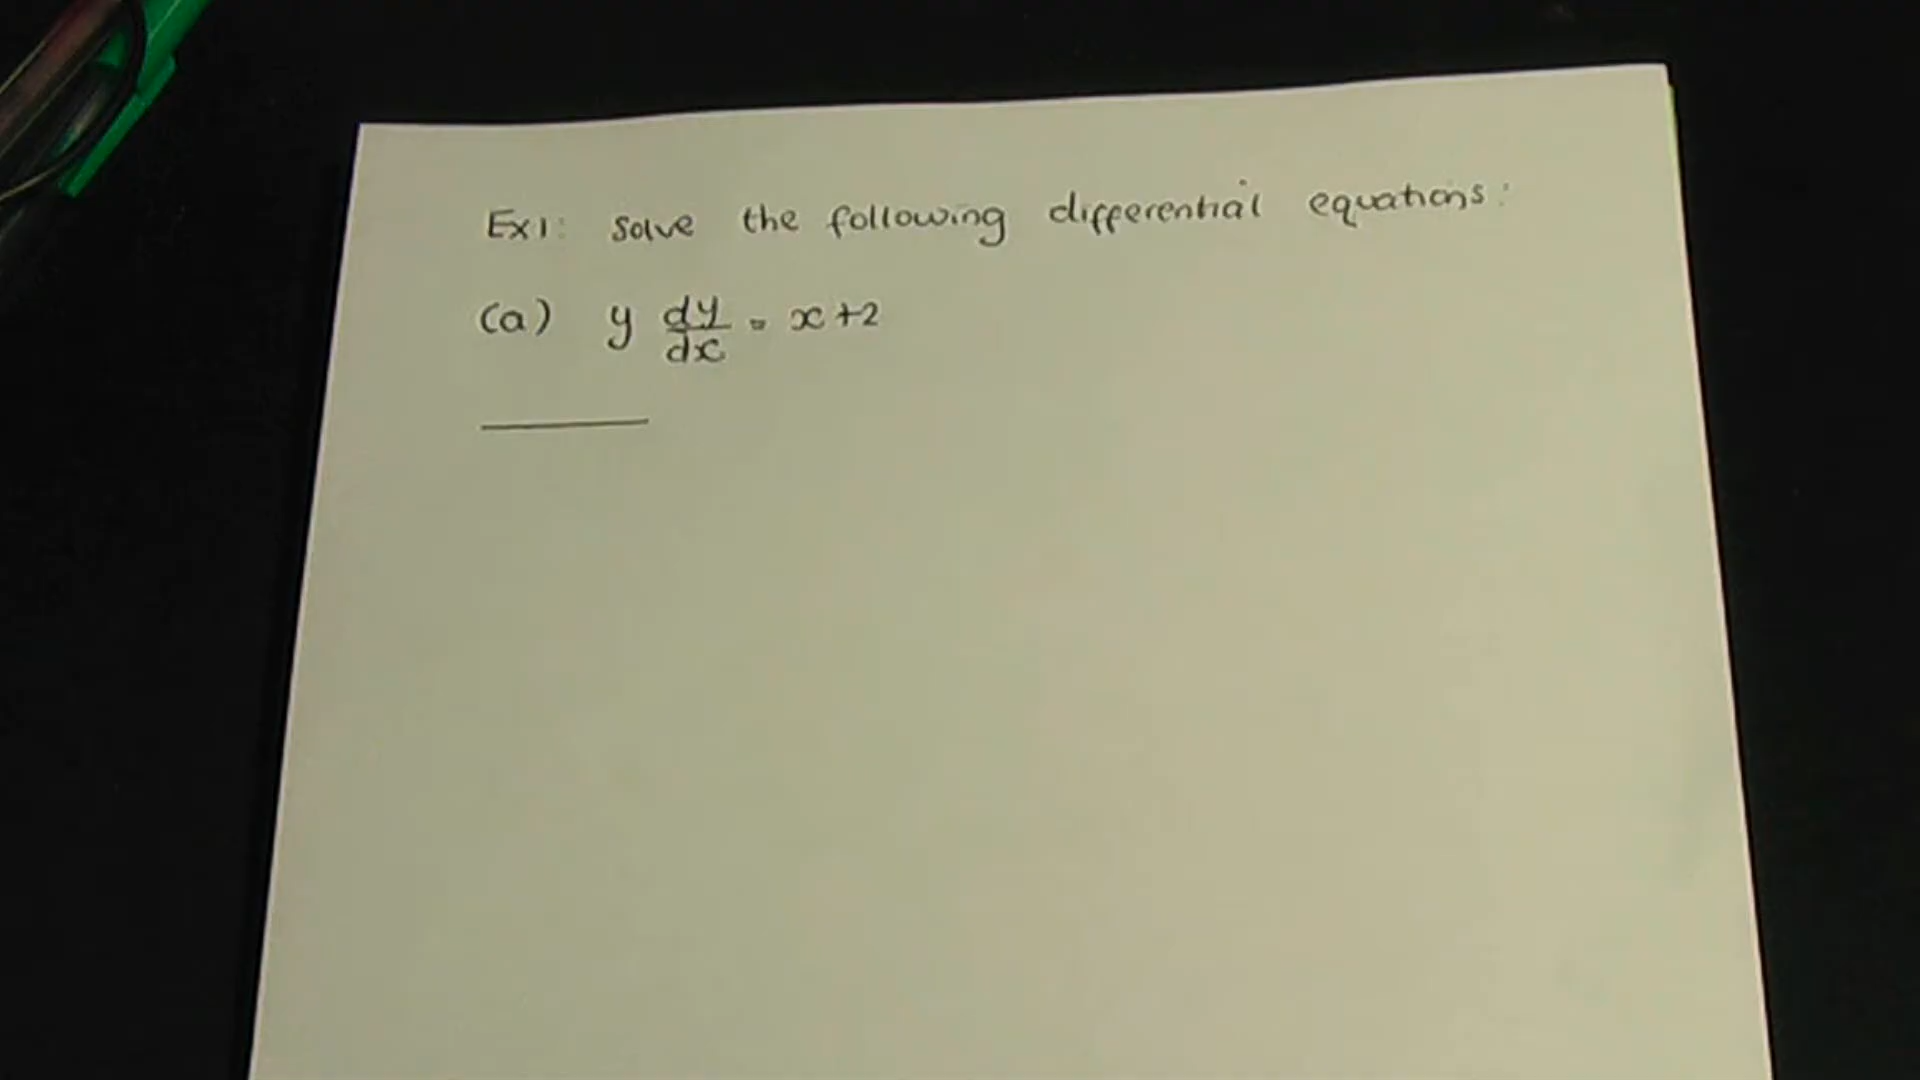 Ex1: Solve the following differential equations:
(a) y dy/dx = x+2